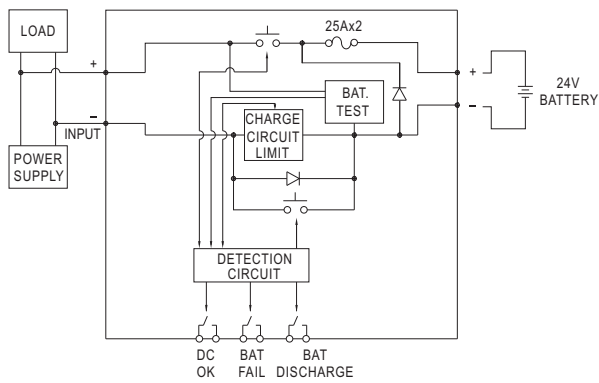 LOAD
25Ax2
+
+
24V
BATTERY
BAT.
TEST
−
−
INPUT
CHARGE
CIRCUIT
LIMIT
POWER
SUPPLY
DETECTION
CIRCUIT
DC
OK
BAT
FAIL
BAT
DISCHARGE